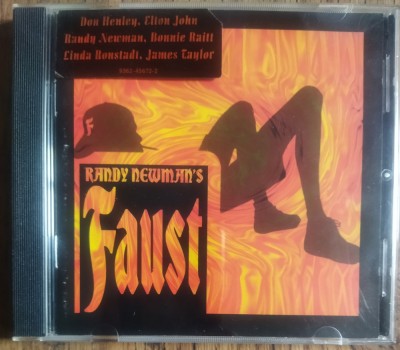 Don Henley, Elton John
Randy Newman, Bonnie Raitt
Linda Ronstadt, James Taylor
RANDY NEWMAN'S
Faust